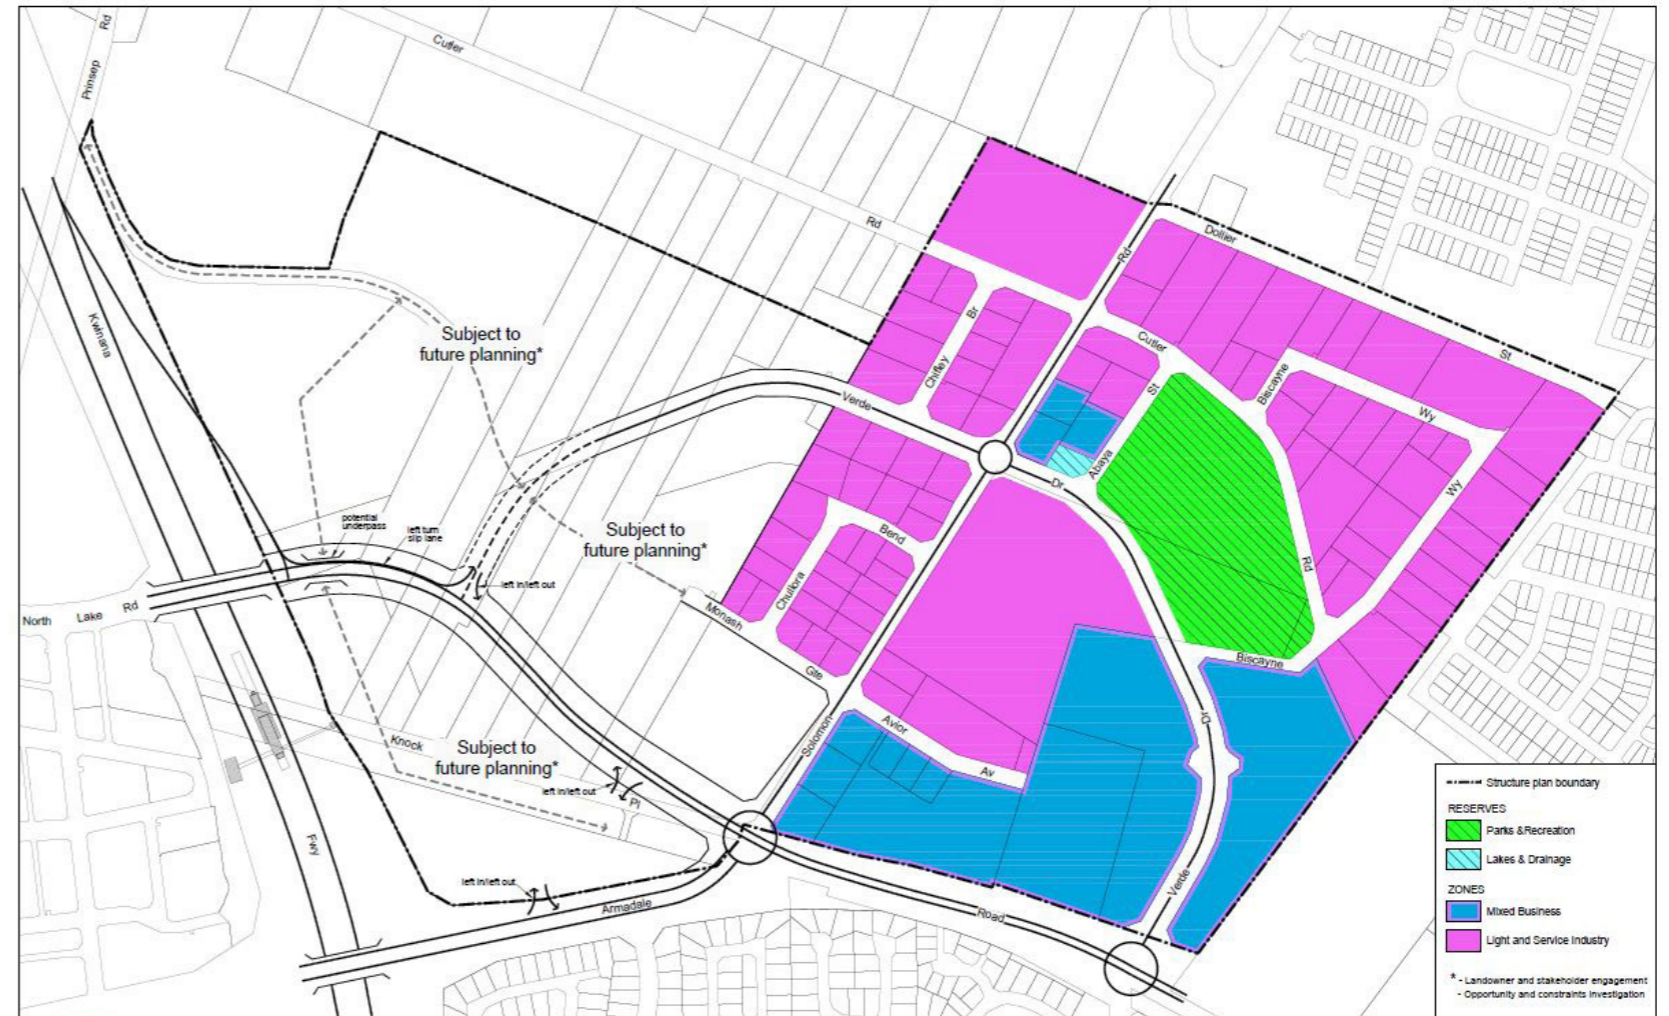 Prinsep Rd
Cutler
Rd
Dollier
St
Rd
Kwinana
Subject to
future planning*
Br
Chifley
Cutler
St
Biscayne
Wy
Verde
Wy
Abaya
Dr
potential
underpass
left turn
slip lane
Subject to
future planning*
Bend
Rd
left in/left out
Chullora
Monash
Gte
North Lake Rd
Biscayne
Dr
Avior
Av
Solomon
Knock
Subject to
future planning*
left in/left out
Pl
Fwy
left in/left out
Armadale
Road
Verde
Structure plan boundary
RESERVES
Parks & Recreation
Lakes & Drainage
ZONES
Mixed Business
Light and Service Industry
* - Landowner and stakeholder engagement
- Opportunity and constraints investigation